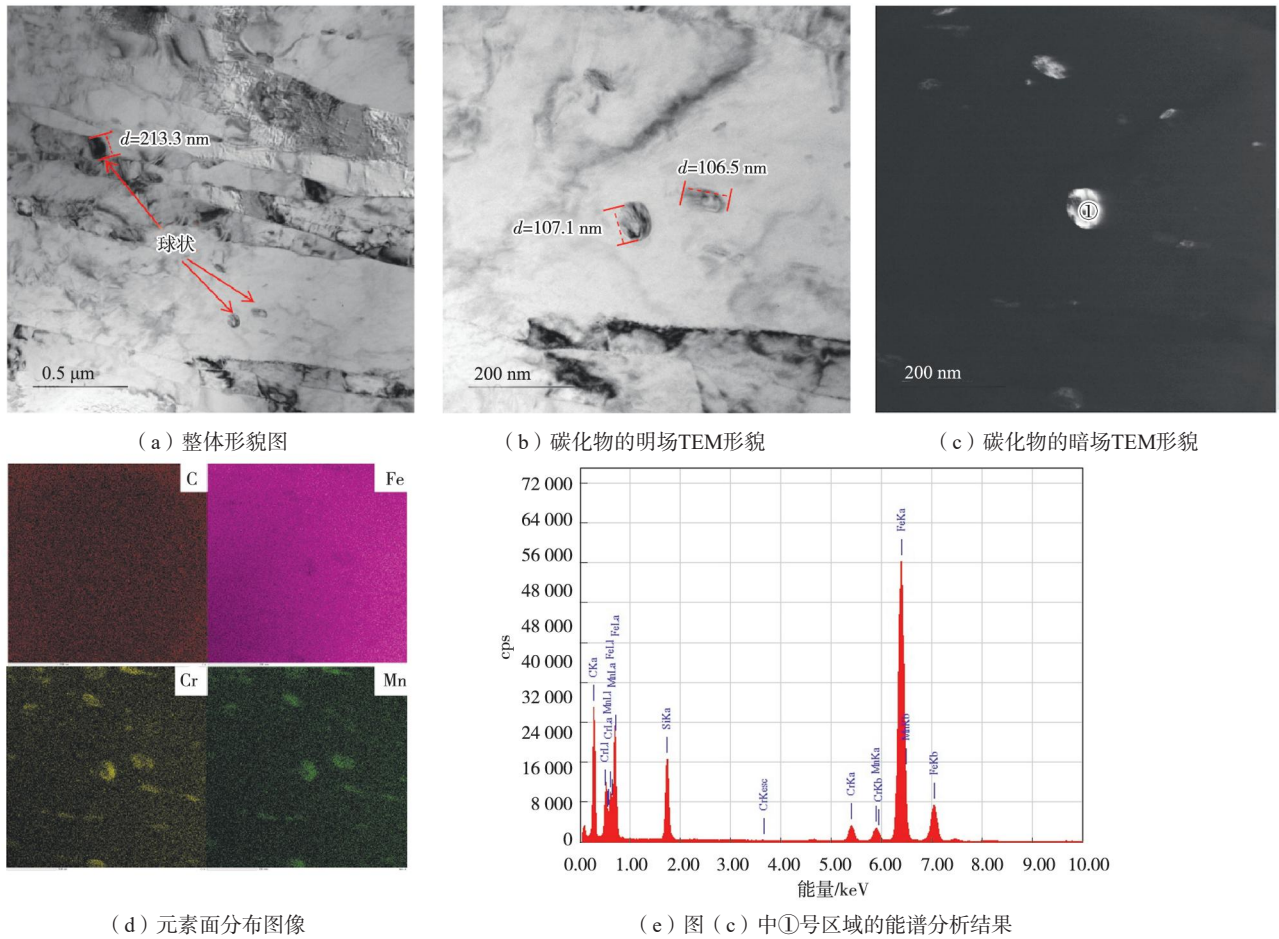 d=213.3 nm
球状
0.5 μm
d=106.5 nm
d=107.1 nm
200 nm
①
200 nm
（a）整体形貌图
（b）碳化物的明场TEM形貌
（c）碳化物的暗场TEM形貌
C
Fe
Cr
Mn
72 000
64 000
56 000
48 000
48 000
40 000
32 000
24 000
16 000
8 000
0
cps
CKa
CrLl
CrLa
MnLl
MnLa
FeLl
FeLa
SiKa
CrKesc
CrKa
CrKb
MnKa
FeKa
MnKb
FeKb
0.00 1.00 2.00 3.00 4.00 5.00 6.00 7.00 8.00 9.00 10.00
能量/keV
（d）元素面分布图像
（e）图（c）中①号区域的能谱分析结果